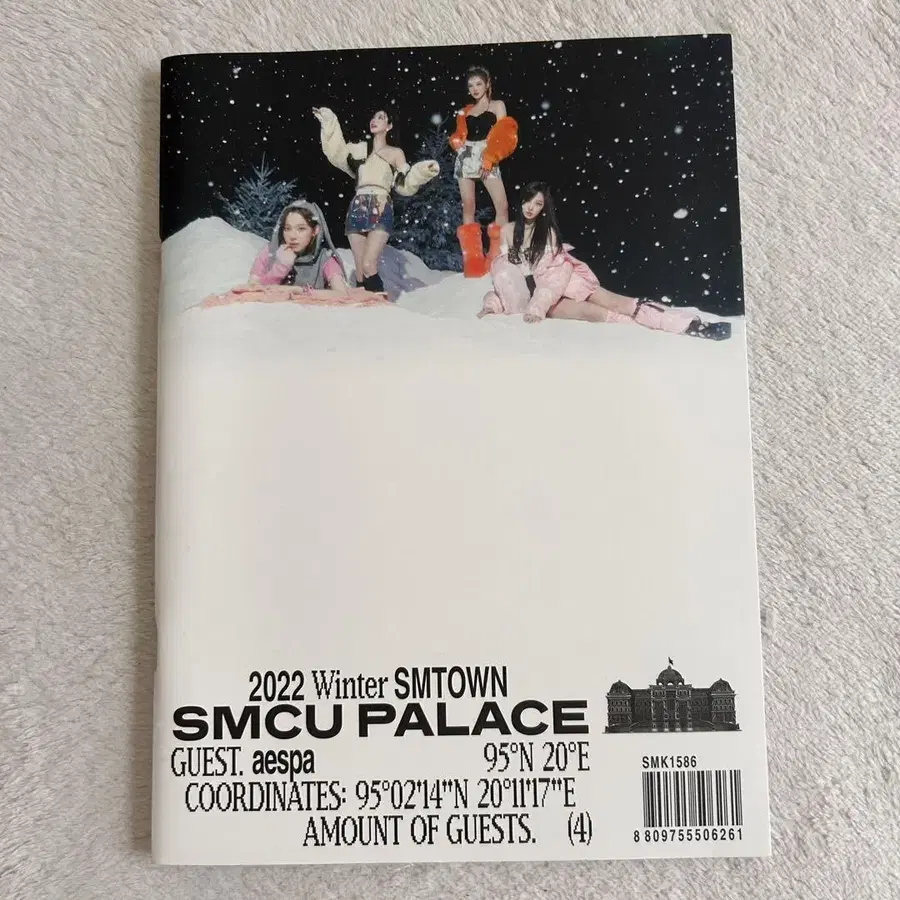 2022 Winter SMTOWN
SMCU PALACE
GUEST. aespa 95°N 20°E
COORDINATES: 95°02'14"N 20°11'17"E
AMOUNT OF GUESTS. (4)
SMK1586
8 809755 506261